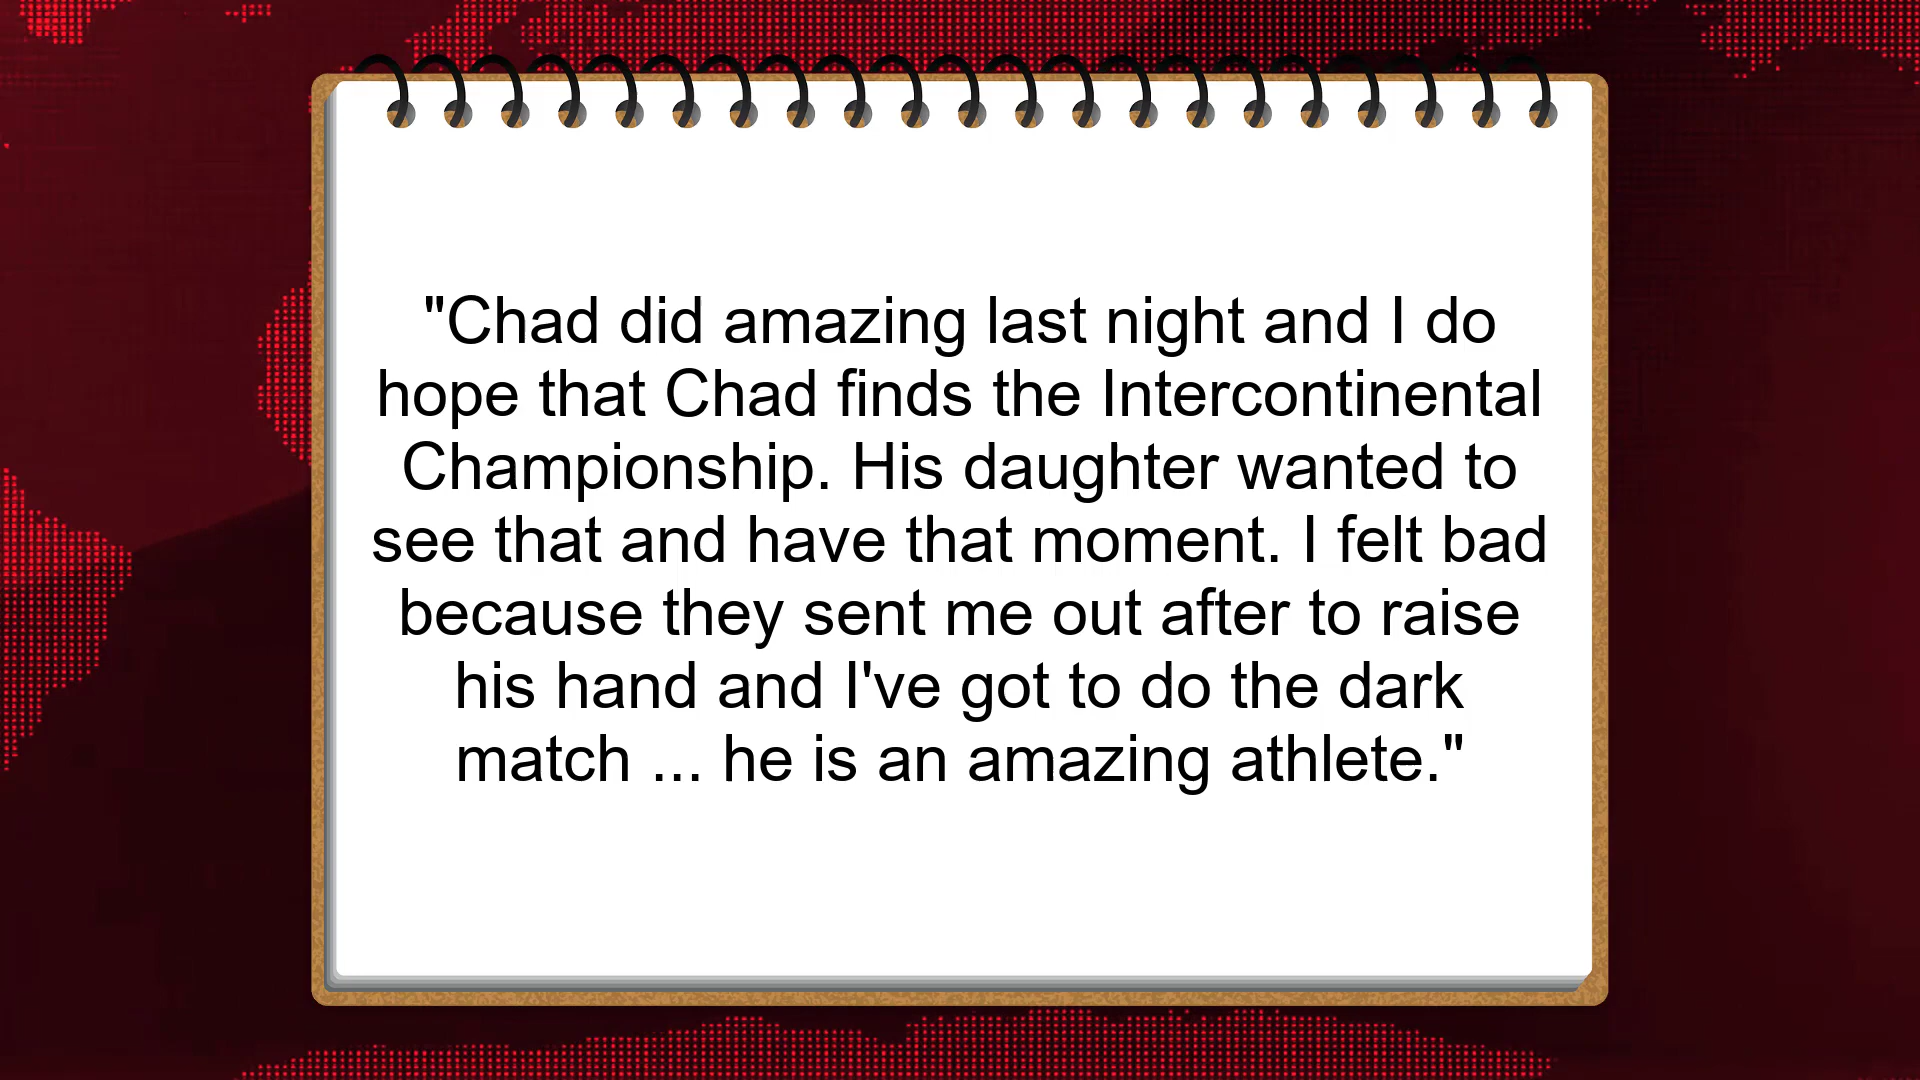 "Chad did amazing last night and I do
hope that Chad finds the Intercontinental
Championship. His daughter wanted to
see that and have that moment. I felt bad
because they sent me out after to raise
his hand and I've got to do the dark
match ... he is an amazing athlete."